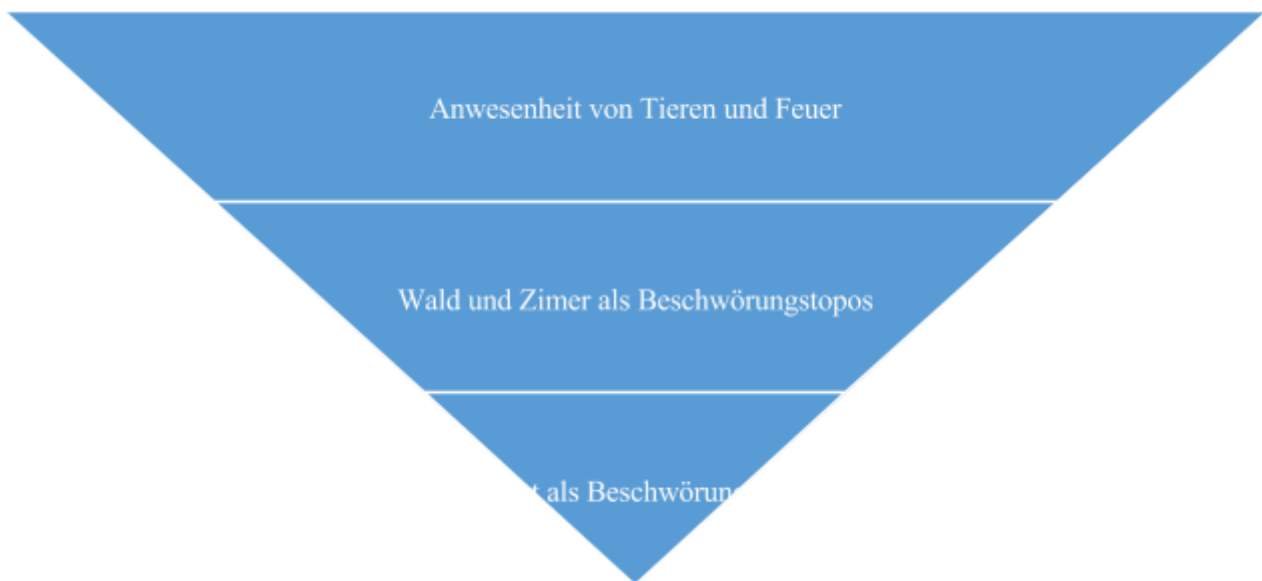 Anwesenheit von Tieren und Feuer
Wald und Zimer als Beschwörungstopos
als